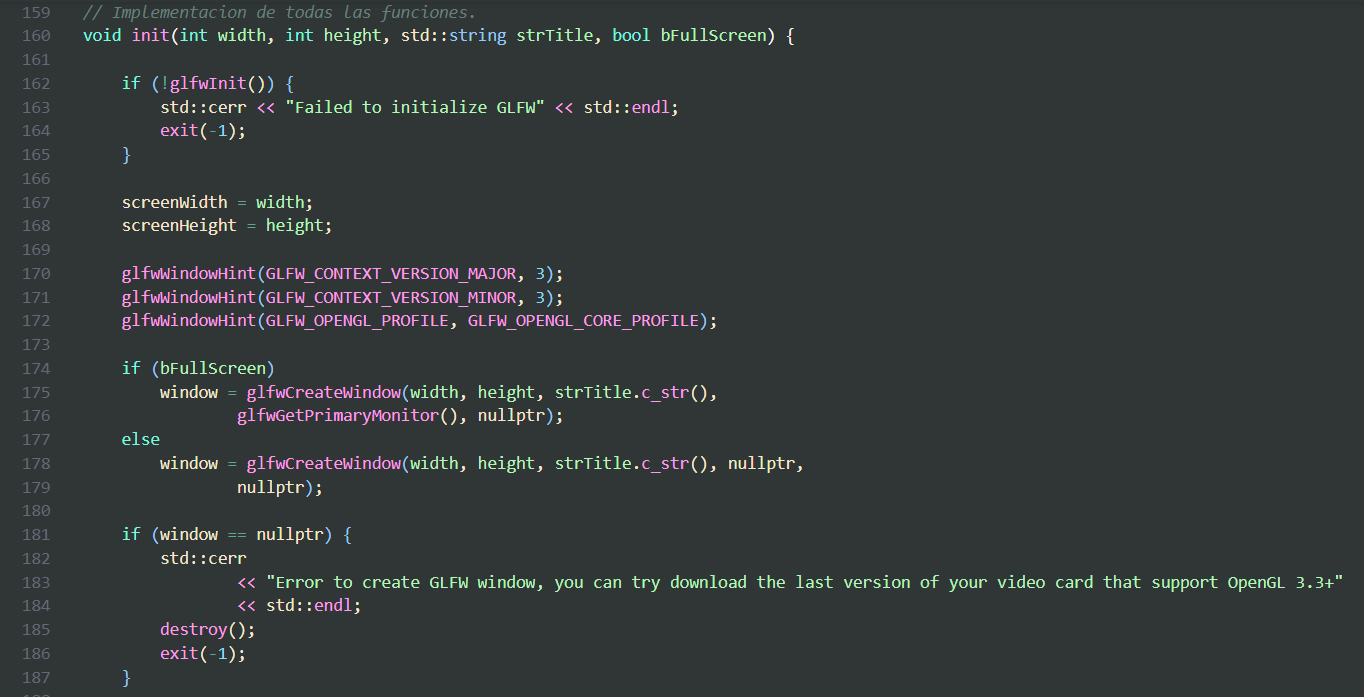 159 // Implementacion de todas las funciones.
160 void init(int width, int height, std::string strTitle, bool bFullScreen) {
161
162     if (!glfwInit()) {
163         std::cerr << "Failed to initialize GLFW" << std::endl;
164         exit(-1);
165     }
166
167     screenWidth = width;
168     screenHeight = height;
169
170     glfwWindowHint(GLFW_CONTEXT_VERSION_MAJOR, 3);
171     glfwWindowHint(GLFW_CONTEXT_VERSION_MINOR, 3);
172     glfwWindowHint(GLFW_OPENGL_PROFILE, GLFW_OPENGL_CORE_PROFILE);
173
174     if (bFullScreen)
175         window = glfwCreateWindow(width, height, strTitle.c_str(),
176                 glfwGetPrimaryMonitor(), nullptr);
177     else
178         window = glfwCreateWindow(width, height, strTitle.c_str(), nullptr,
179                 nullptr);
180
181     if (window == nullptr) {
182         std::cerr
183                 << "Error to create GLFW window, you can try download the last version of your video card that support OpenGL 3.3+"
184                 << std::endl;
185         destroy();
186         exit(-1);
187     }